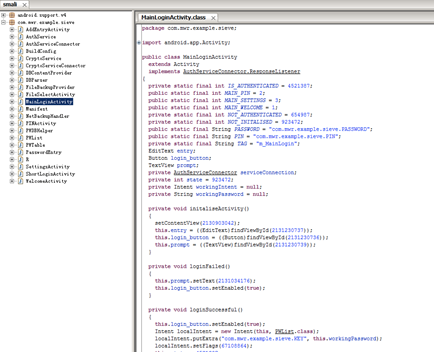 smali
android.support.v4
com.mwr.example.sieve
AddEntryActivity
AuthService
AuthServiceConnector
BuildConfig
CryptoService
CryptoServiceConnector
DBContentProvider
DBParser
FileBackupProvider
FileSelectActivity
MainLoginActivity
Manifest
NetBackupHandler
PINActivity
PWDBHelper
PWList
PWTable
PasswordEntry
R
SettingsActivity
ShortLoginActivity
WelcomeActivity
MainLoginActivity.class
package com.mwr.example.sieve;
import android.app.Activity;
public class MainLoginActivity
extends Activity
implements AuthServiceConnector.ResponseListener
{
private static final int IS_AUTHENTICATED = 4521387;
public static final int MAIN_PIN = 2;
public static final int MAIN_SETTINGS = 3;
public static final int MAIN_WELCOME = 1;
private static final int NOT_AUTHENTICATED = 654987;
private static final int NOT_INITALISED = 923472;
public static final String PASSWORD = "com.mwr.example.sieve.PASSWORD";
public static final String PIN = "com.mwr.example.sieve.PIN";
private static final String TAG = "m_MainLogin";
EditText entry;
Button login_button;
TextView prompt;
private AuthServiceConnector serviceConnection;
private int state = 923472;
private Intent workingIntent = null;
private String workingPassword = null;
private void initaliseActivity()
{
setContentView(2130903042);
this.entry = ((EditText)findViewById(2131230737));
this.login_button = ((Button)findViewById(2131230736));
this.prompt = ((TextView)findViewById(2131230739));
}
private void loginFailed()
{
this.prompt.setText(2131034176);
this.login_button.setEnabled(true);
}
private void loginSuccessful()
{
this.login_button.setEnabled(true);
Intent localIntent = new Intent(this, PWList.class);
localIntent.putExtra("com.mwr.example.sieve.KEY", this.workingPassword);
localIntent.setFlags(67108864);